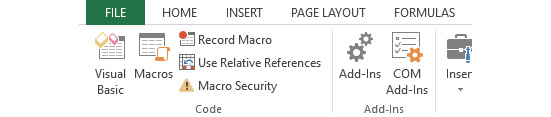 FILE HOME INSERT PAGE LAYOUT FORMULAS
Visual Basic
Macros
Record Macro
Use Relative References
Macro Security
Code
Add-Ins
COM Add-Ins
Add-Ins
Inser